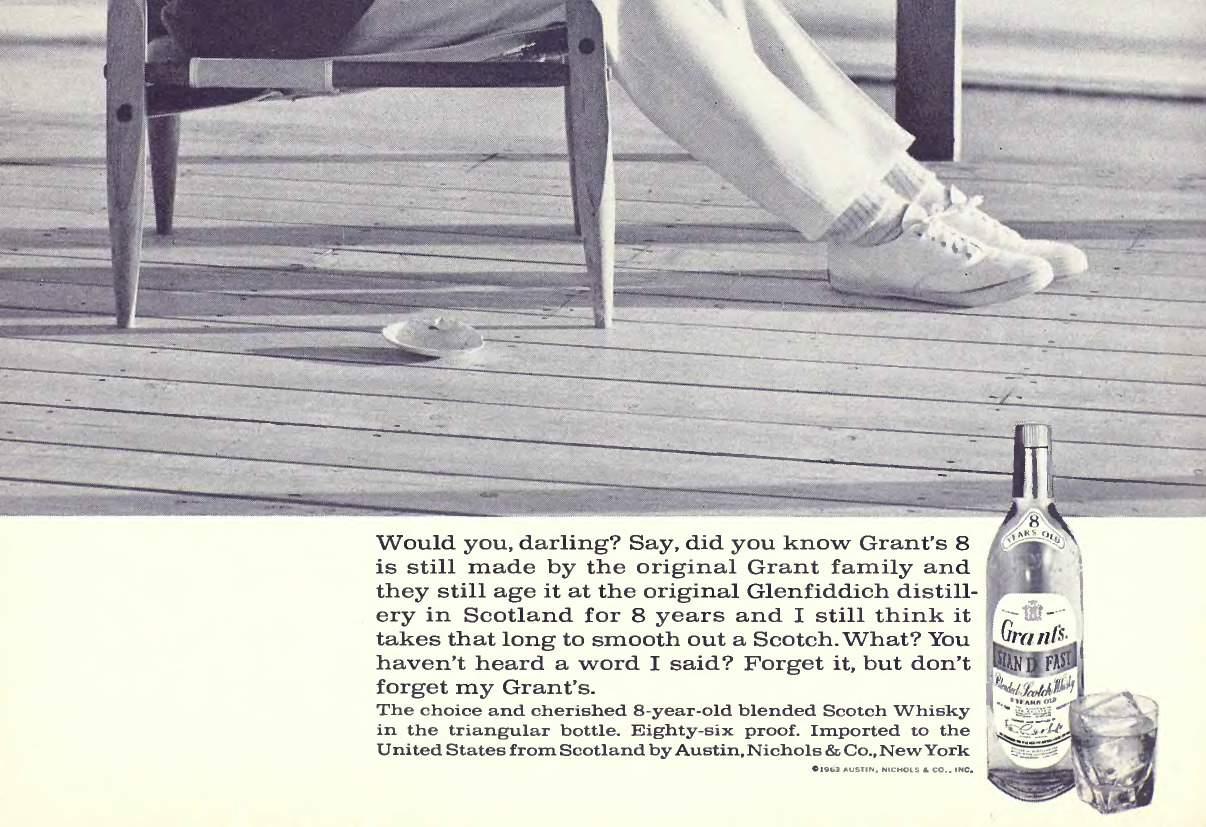 Would you, darling? Say, did you know Grant's 8
is still made by the original Grant family and
they still age it at the original Glenfiddich distill-
ery in Scotland for 8 years and I still think it
takes that long to smooth out a Scotch. What? You
haven't heard a word I said? Forget it, but don't
forget my Grant's.
The choice and cherished 8-year-old blended Scotch Whisky
in the triangular bottle. Eighty-six proof. Imported to the
United States from Scotland by Austin, Nichols & Co., New York
©1963 AUSTIN, NICHOLS & CO., INC.
8
YEARS OLD
Grant's.
STAND FAST
Blended Scotch Whisky
8 YEARS OLD